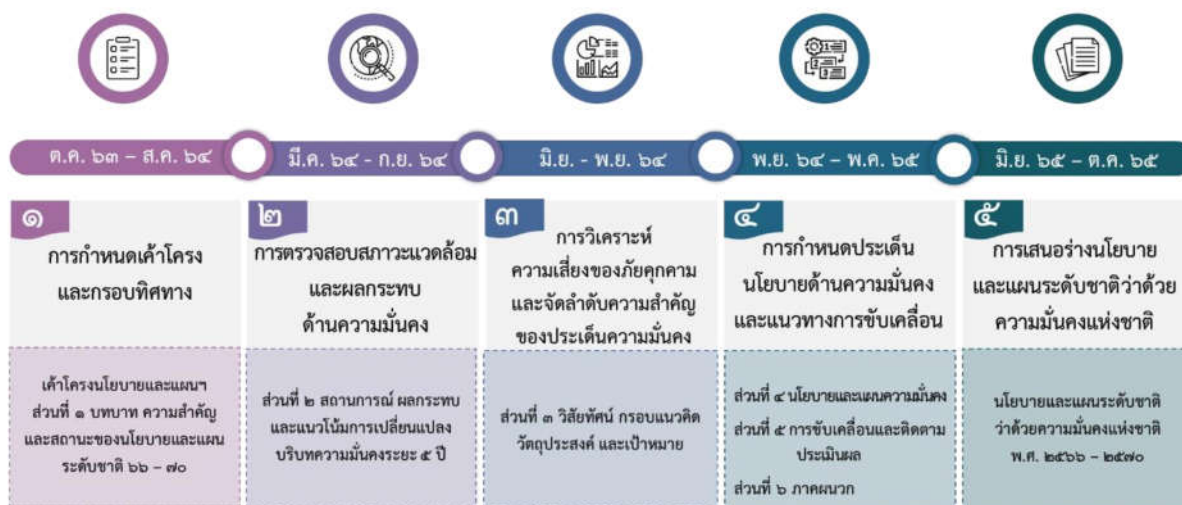 ต.ค. ๖๓ – ส.ค. ๖๔
มี.ค. ๖๔ - ก.ย. ๖๔
มิ.ย. - พ.ย. ๖๔
พ.ย. ๖๔ – พ.ค. ๖๕
มิ.ย. ๖๕ – ต.ค. ๖๕
๑
การกำหนดเค้าโครง
และกรอบทิศทาง
๒
การตรวจสอบสภาวะแวดล้อม
และผลกระทบ
ด้านความมั่นคง
๓
การวิเคราะห์
ความเสี่ยงของภัยคุกคาม
และจัดลำดับความสำคัญ
ของประเด็นความมั่นคง
๔
การกำหนดประเด็น
นโยบายด้านความมั่นคง
และแนวทางการขับเคลื่อน
๕
การเสนอร่างนโยบาย
และแผนระดับชาติว่าด้วย
ความมั่นคงแห่งชาติ
เค้าโครงนโยบายและแผนฯ
ส่วนที่ ๑ บทบาท ความสำคัญ
และสถานะของนโยบายและแผน
ระดับชาติ ๖๖ – ๗๐
ส่วนที่ ๒ สถานการณ์ ผลกระทบ
และแนวโน้มการเปลี่ยนแปลง
บริบทความมั่นคงระยะ ๕ ปี
ส่วนที่ ๓ วิสัยทัศน์ กรอบแนวคิด
วัตถุประสงค์ และเป้าหมาย
ส่วนที่ ๔ นโยบายและแผนความมั่นคง
ส่วนที่ ๕ การขับเคลื่อนและติดตาม
ประเมินผล
ส่วนที่ ๖ ภาคผนวก
นโยบายและแผนระดับชาติ
ว่าด้วยความมั่นคงแห่งชาติ
พ.ศ. ๒๕๖๖ – ๒๕๗๐